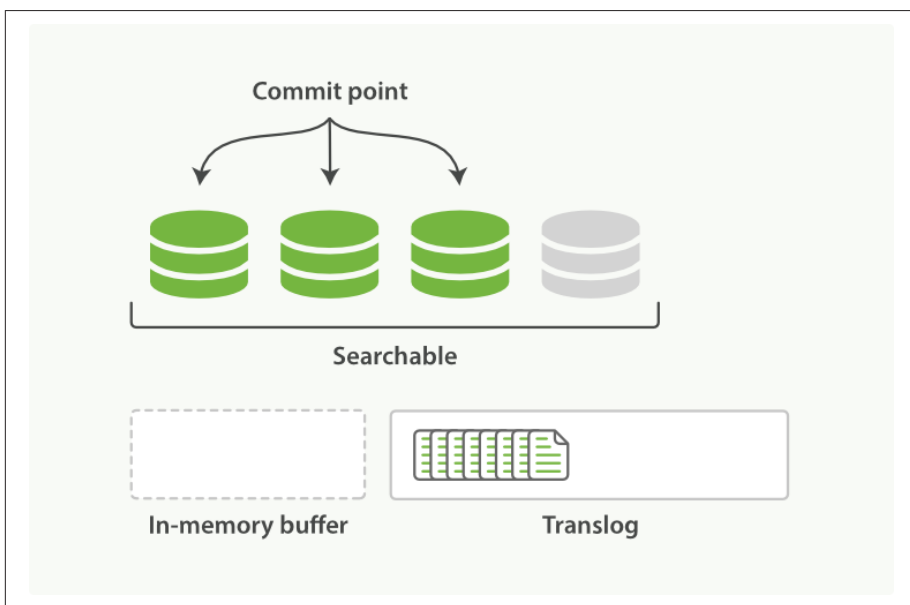 Commit point
Searchable
In-memory buffer
Translog